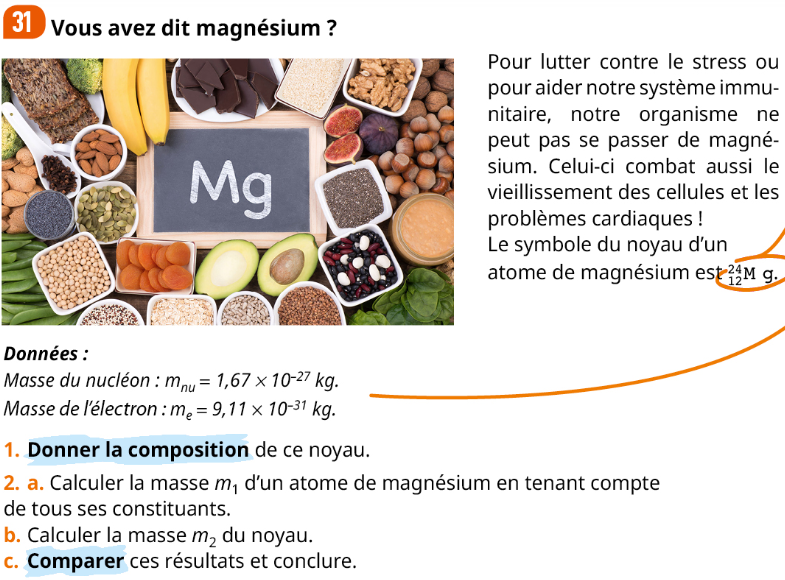 31 Vous avez dit magnésium ?
Mg
Pour lutter contre le stress ou
pour aider notre système immu-
nitaire, notre organisme ne
peut pas se passer de magné-
sium. Celui-ci combat aussi le
vieillissement des cellules et les
problèmes cardiaques !
Le symbole du noyau d'un
atome de magnésium est ²⁴₁₂M g.
Données :
Masse du nucléon : mₙᵤ = 1,67 × 10⁻²⁷ kg.
Masse de l'électron : mₑ = 9,11 × 10⁻³¹ kg.
1. Donner la composition de ce noyau.
2. a. Calculer la masse m₁ d'un atome de magnésium en tenant compte
de tous ses constituants.
b. Calculer la masse m₂ du noyau.
c. Comparer ces résultats et conclure.